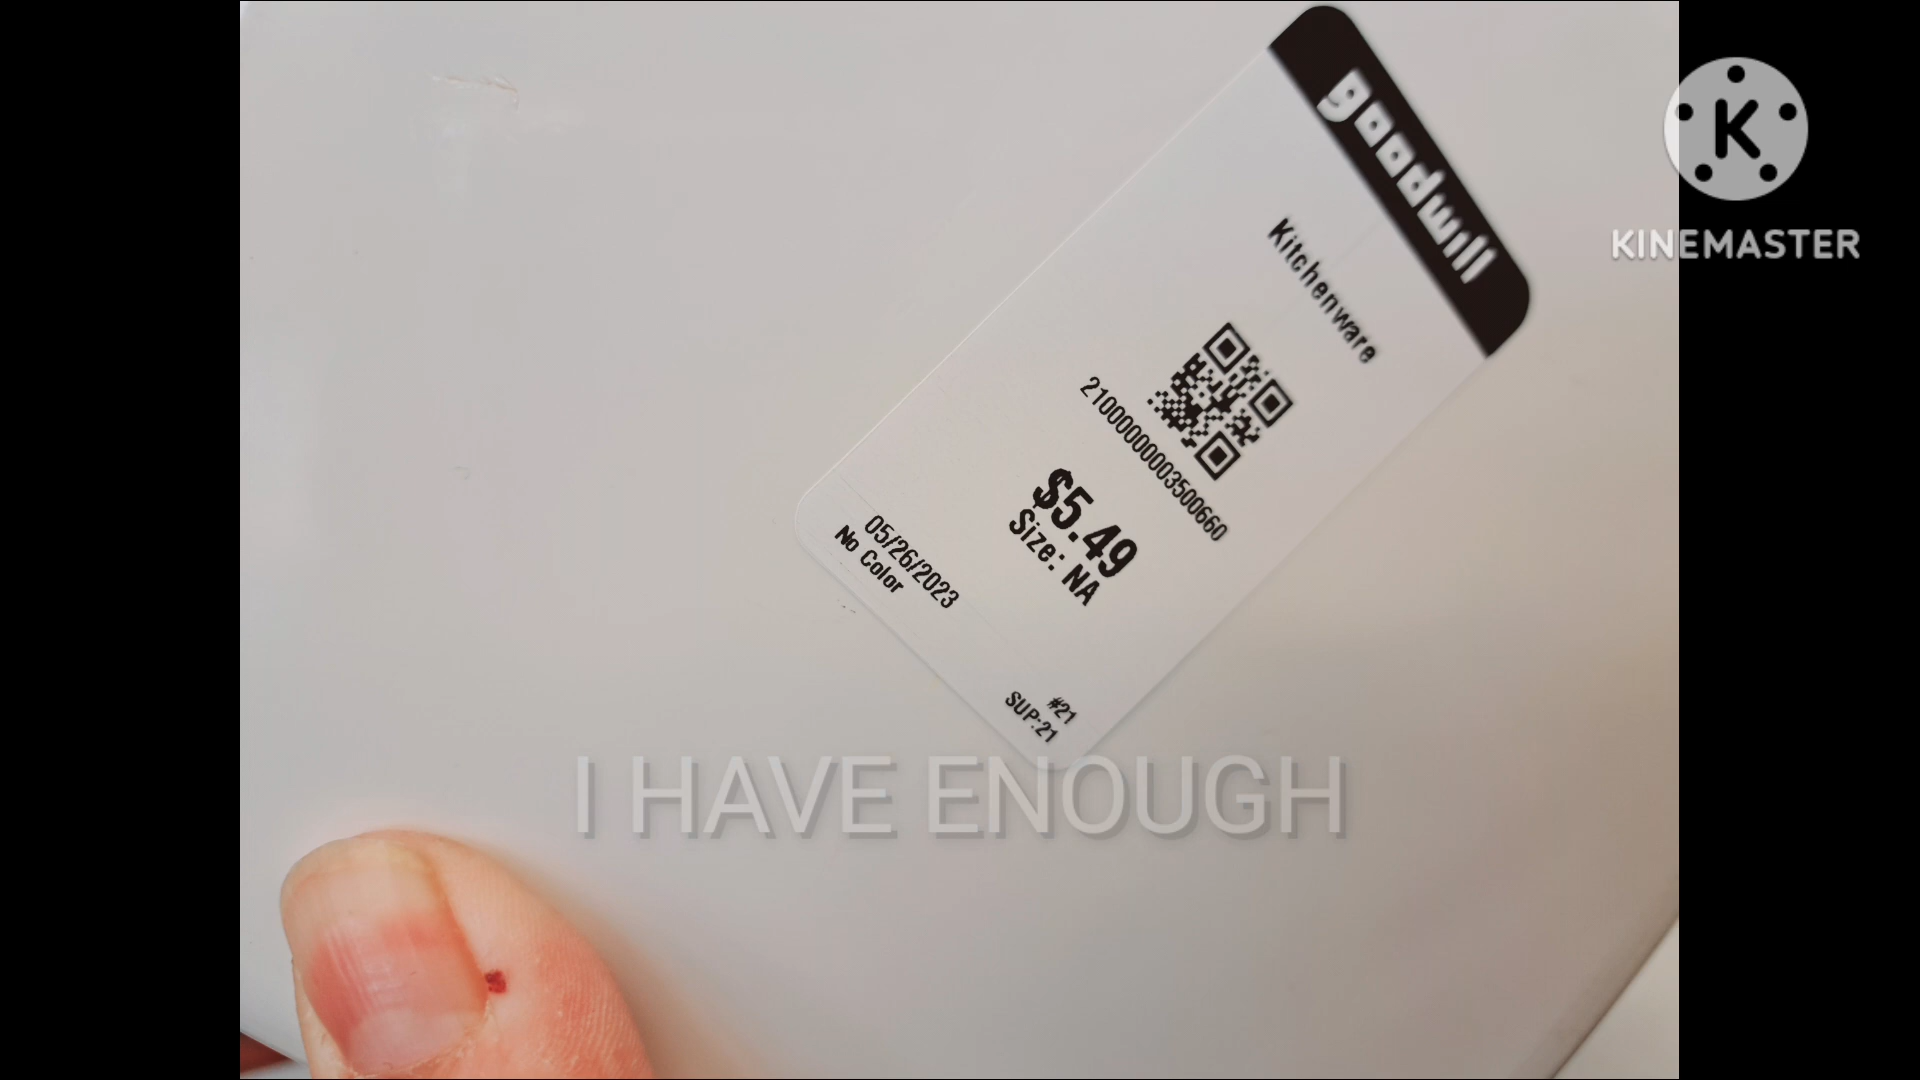 goodwill
Kitchenware
2100000003500660
$5.49
Size: NA
05/26/2023
No Color
#21
SUP:21
I HAVE ENOUGH
K
KINEMASTER